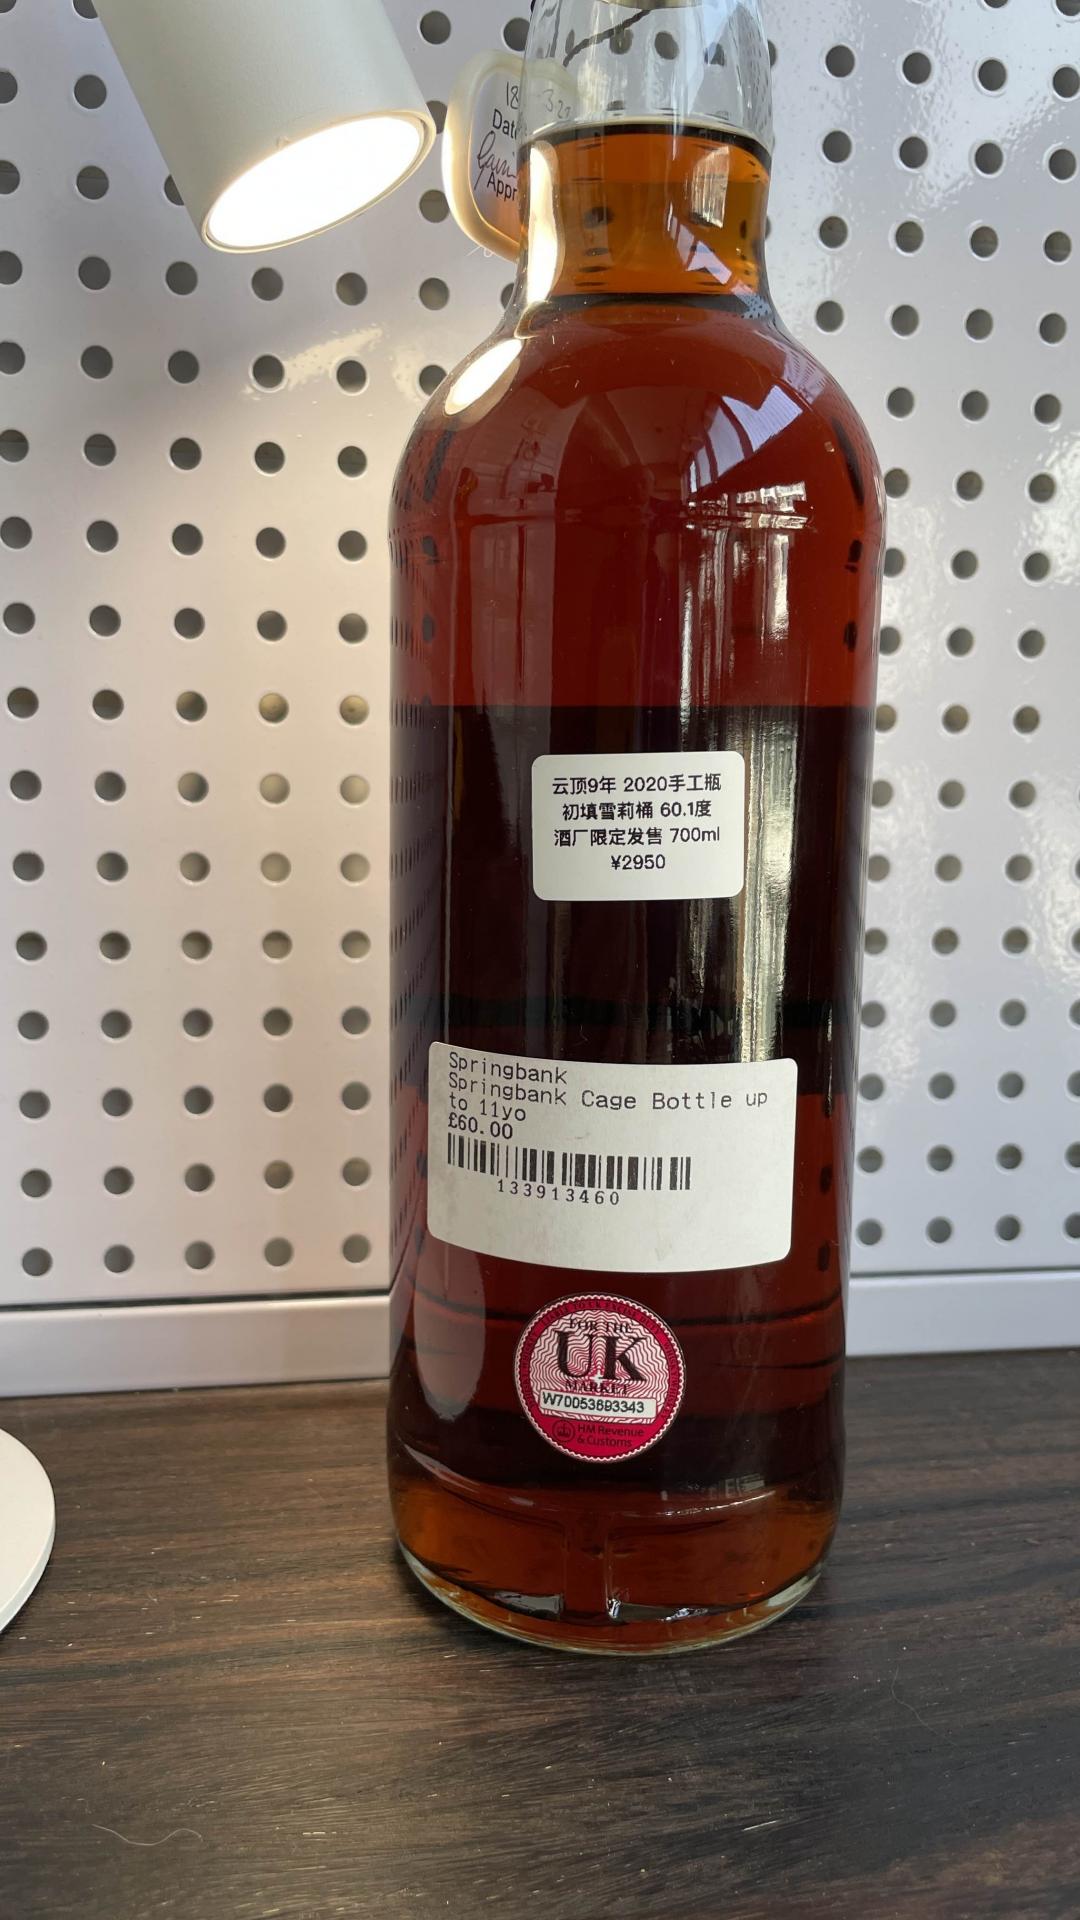 云顶9年 2020手工瓶
初填雪莉桶 60.1度
酒厂限定发售 700ml
¥2950
Springbank
Springbank Cage Bottle up
to 11yo
£60.00
133913460
FOR THE
UK
MARKET
W70053693343
HM Revenue
& Customs